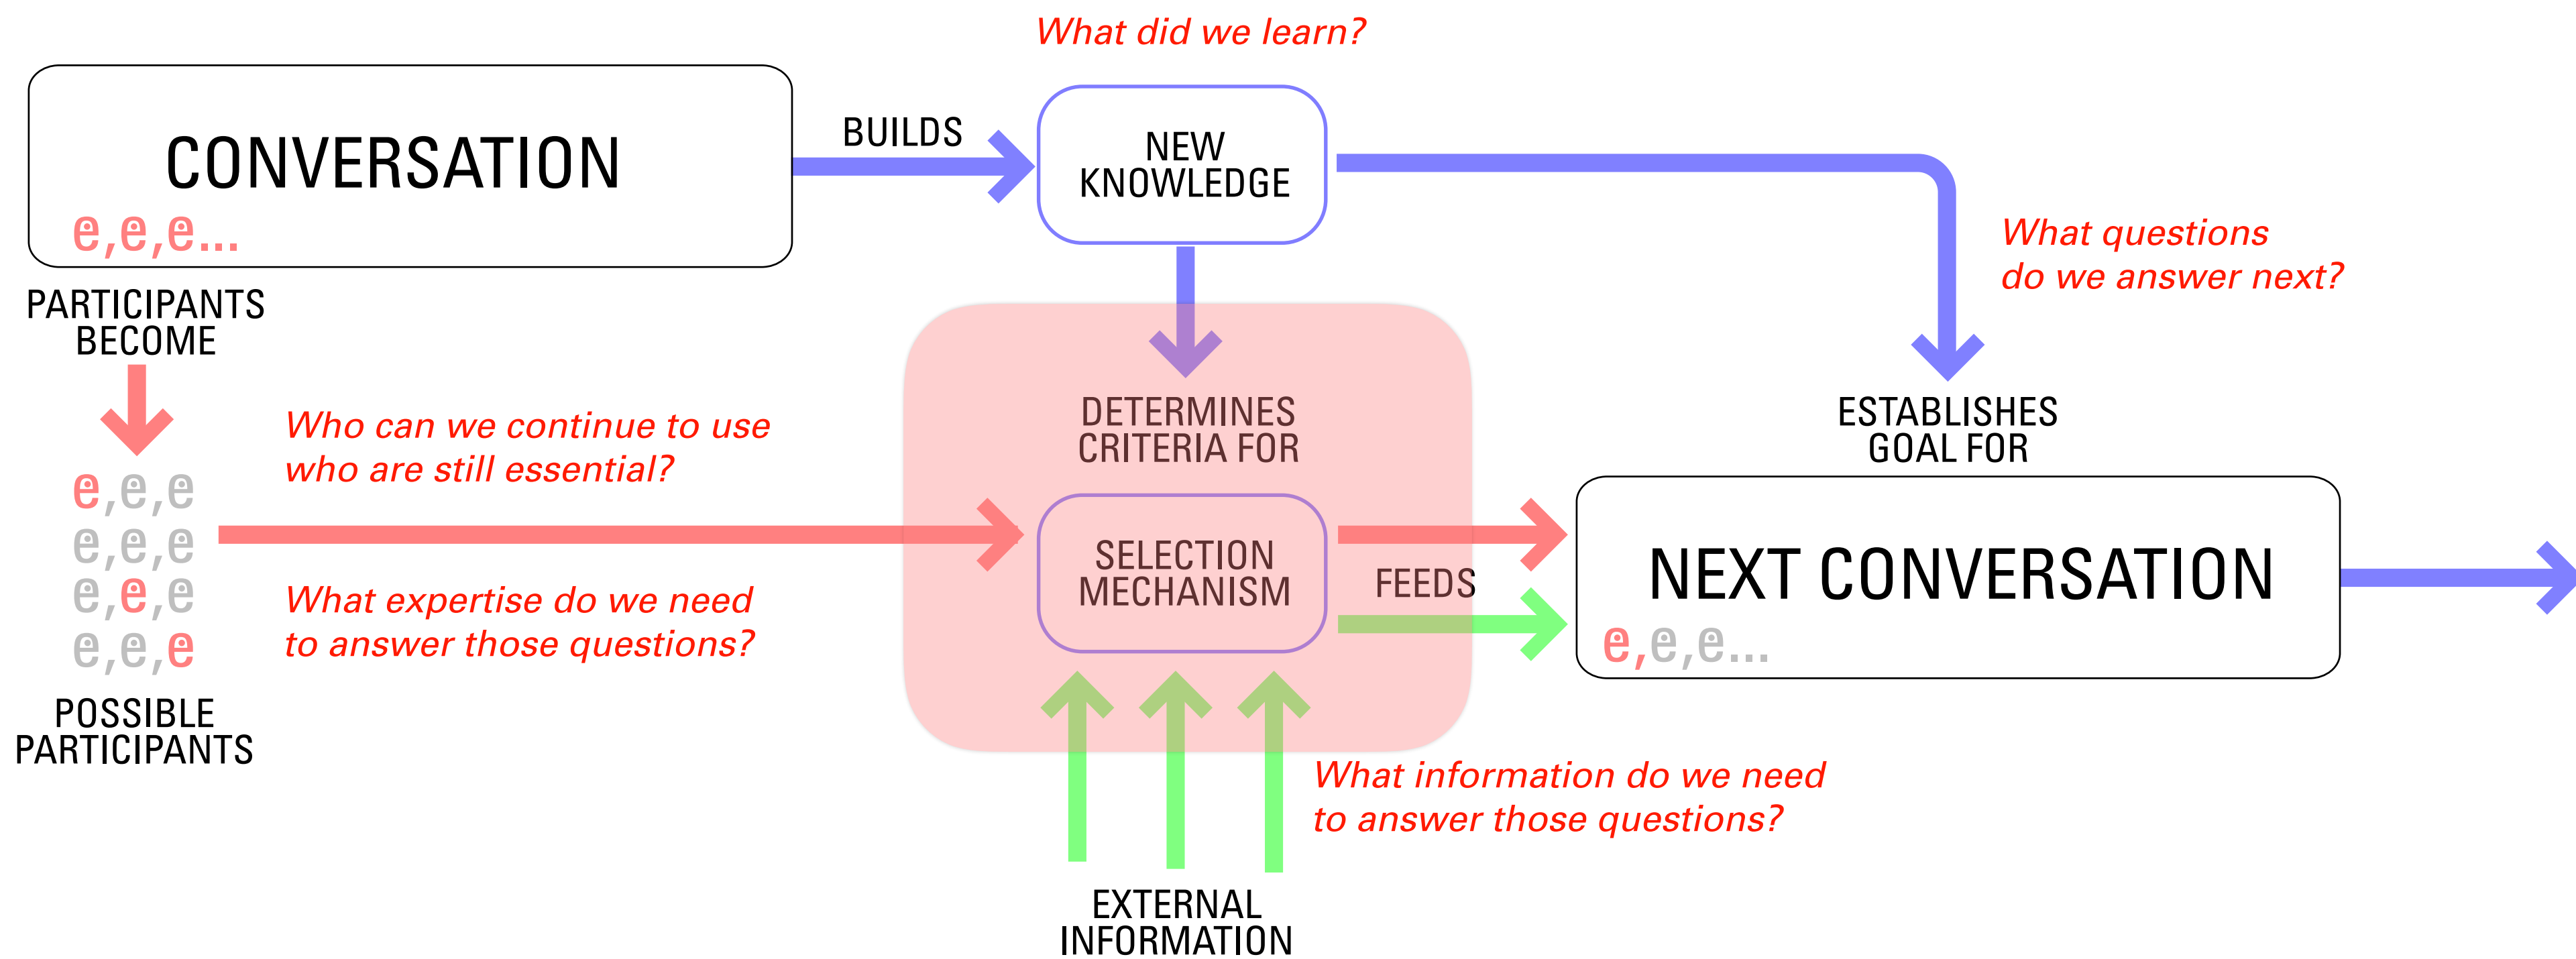 What did we learn?
CONVERSATION
e,e,e...
BUILDS
NEW
KNOWLEDGE
What questions
do we answer next?
PARTICIPANTS
BECOME
Who can we continue to use
who are still essential?
DETERMINES
CRITERIA FOR
ESTABLISHES
GOAL FOR
e,e,e
e,e,e
e,e,e
e,e,e
What expertise do we need
to answer those questions?
SELECTION
MECHANISM
FEEDS
NEXT CONVERSATION
e,e,e...
POSSIBLE
PARTICIPANTS
What information do we need
to answer those questions?
EXTERNAL
INFORMATION